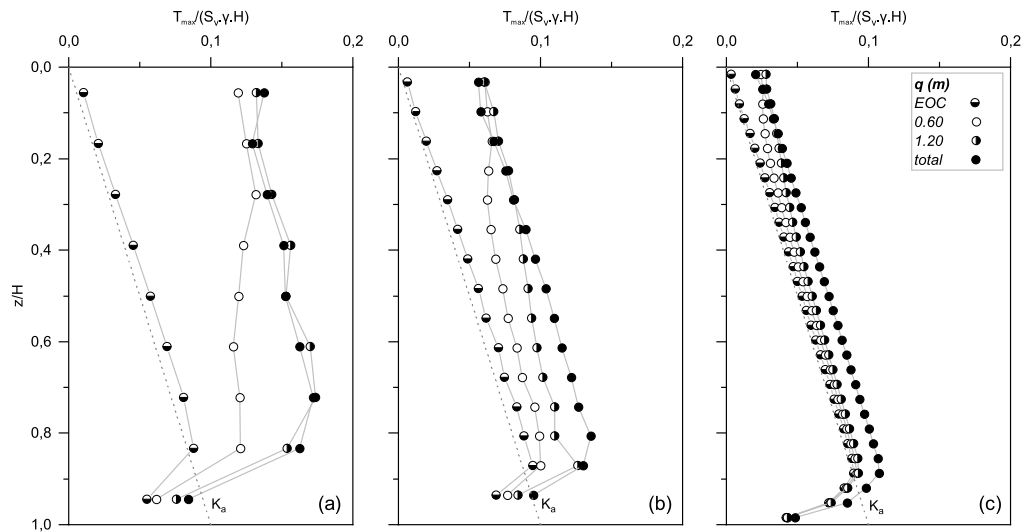 Tmax/(Sv.γ.H)
Tmax/(Sv.γ.H)
Tmax/(Sv.γ.H)
0,0 0,1 0,2
0,0 0,1 0,2
0,0 0,1 0,2
0,0
0,2
0,4
0,6
0,8
1,0
z/H
q (m)
EOC
0.60
1.20
total
Ka
(a)
Ka
(b)
Ka
(c)